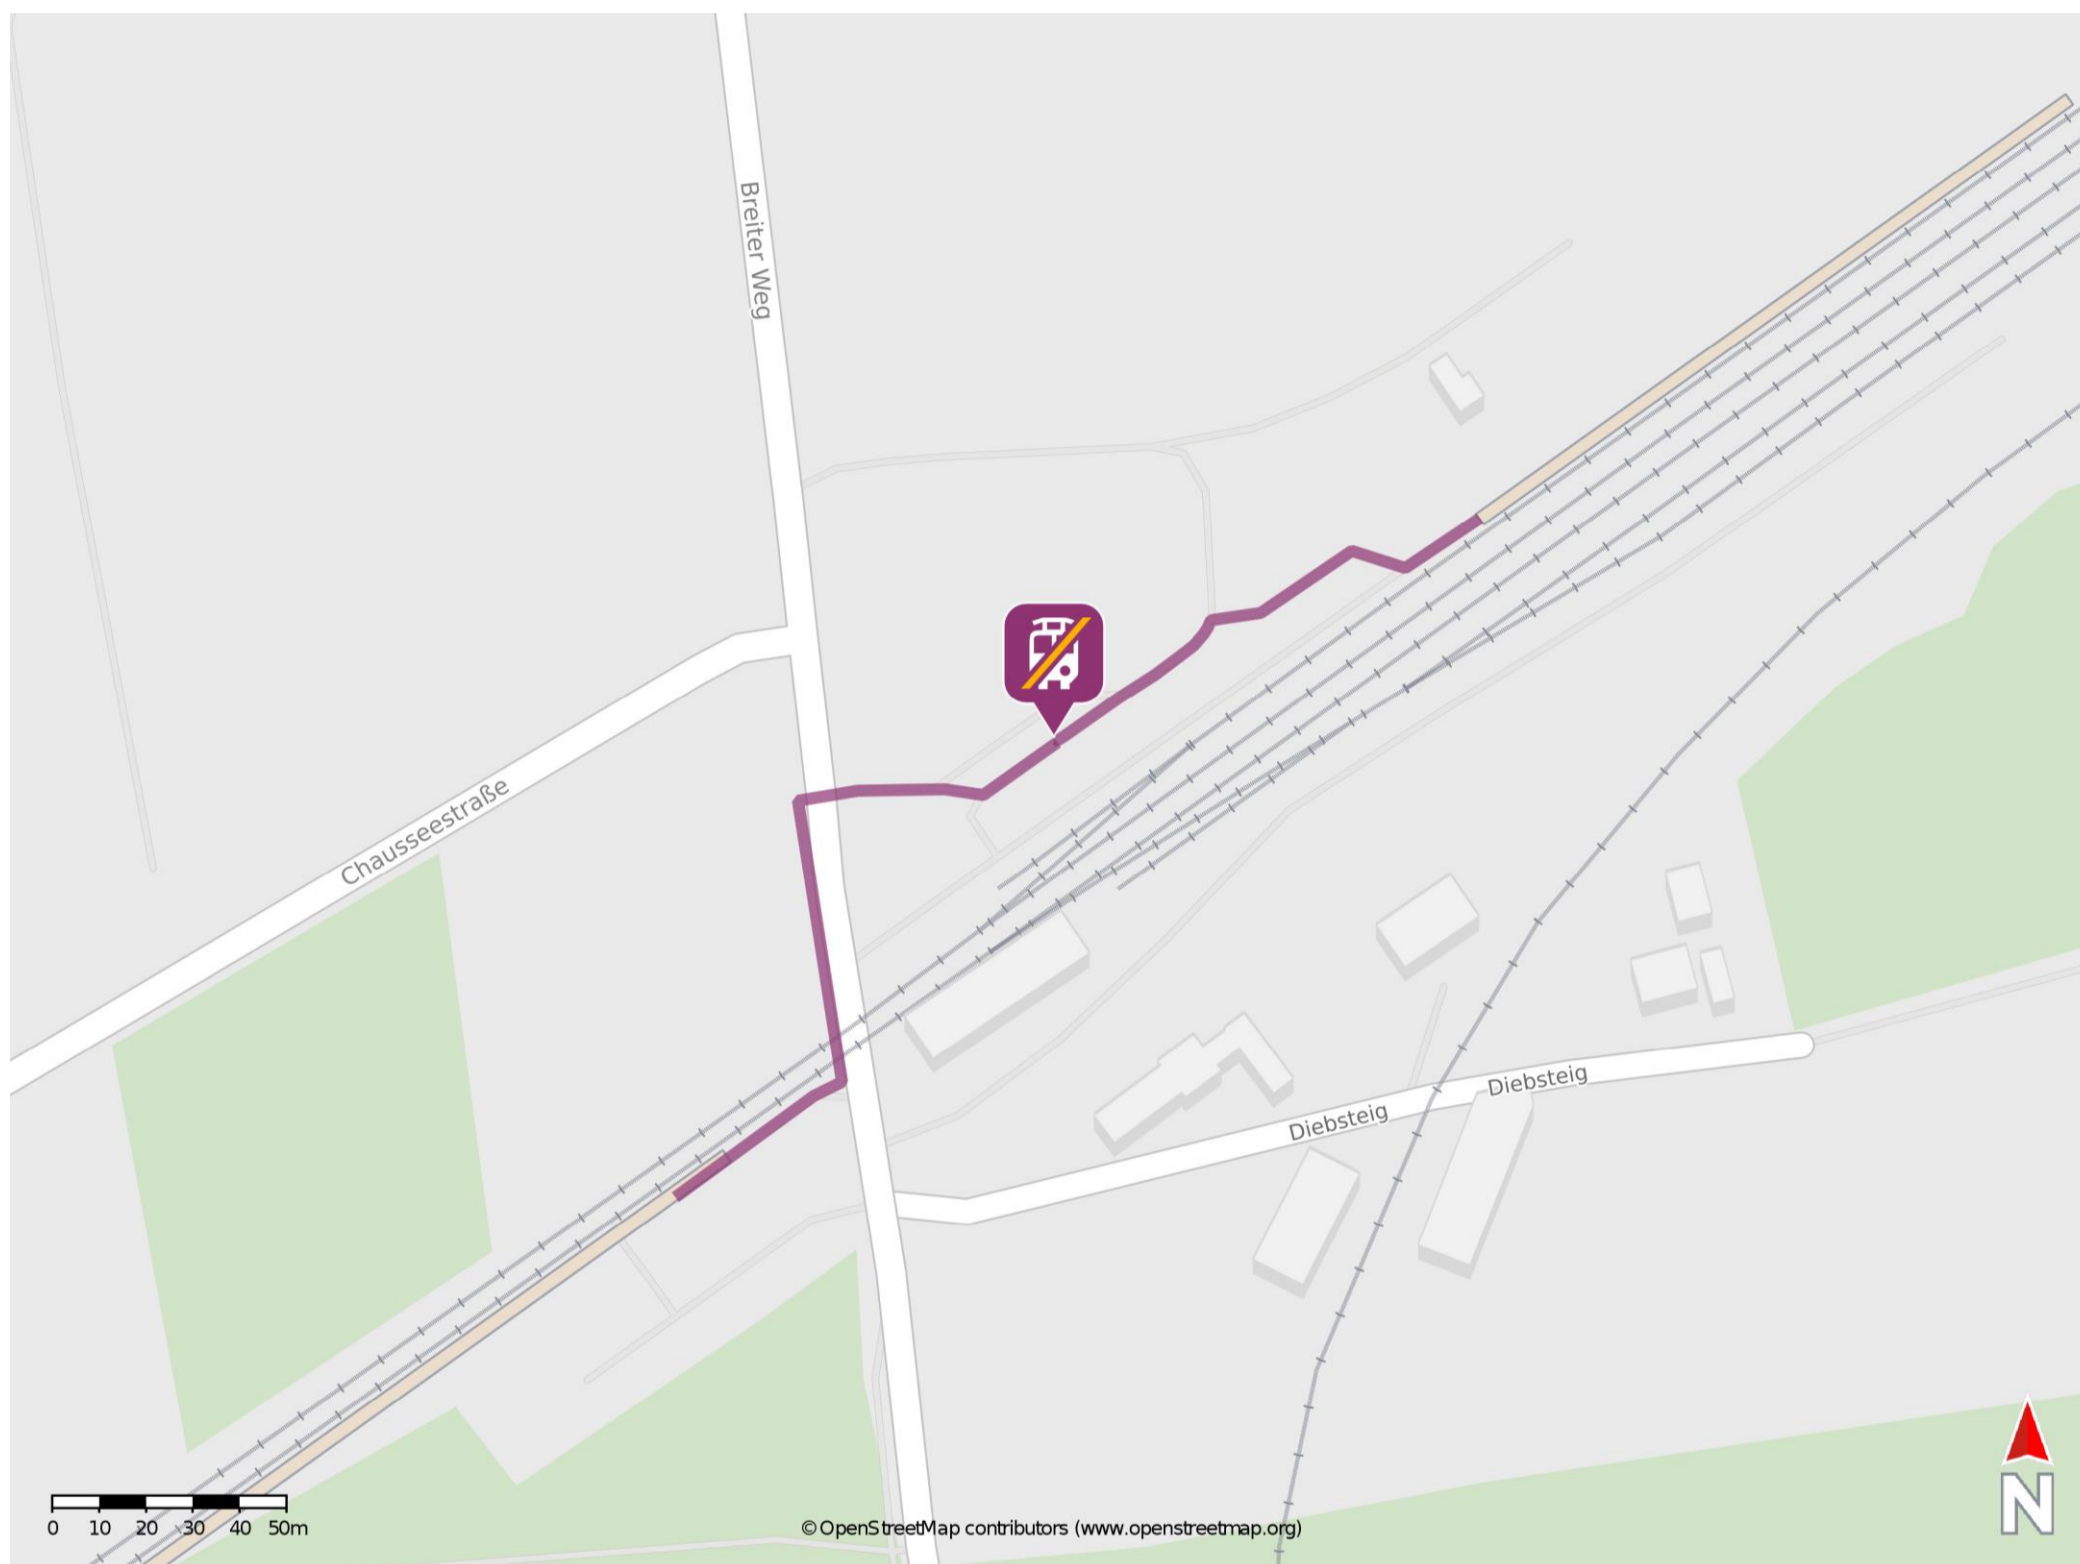 Breiter Weg
Chausseestraße
Diebsteig
Diebsteig
0 10 20 30 40 50m
© OpenStreetMap contributors (www.openstreetmap.org)
N